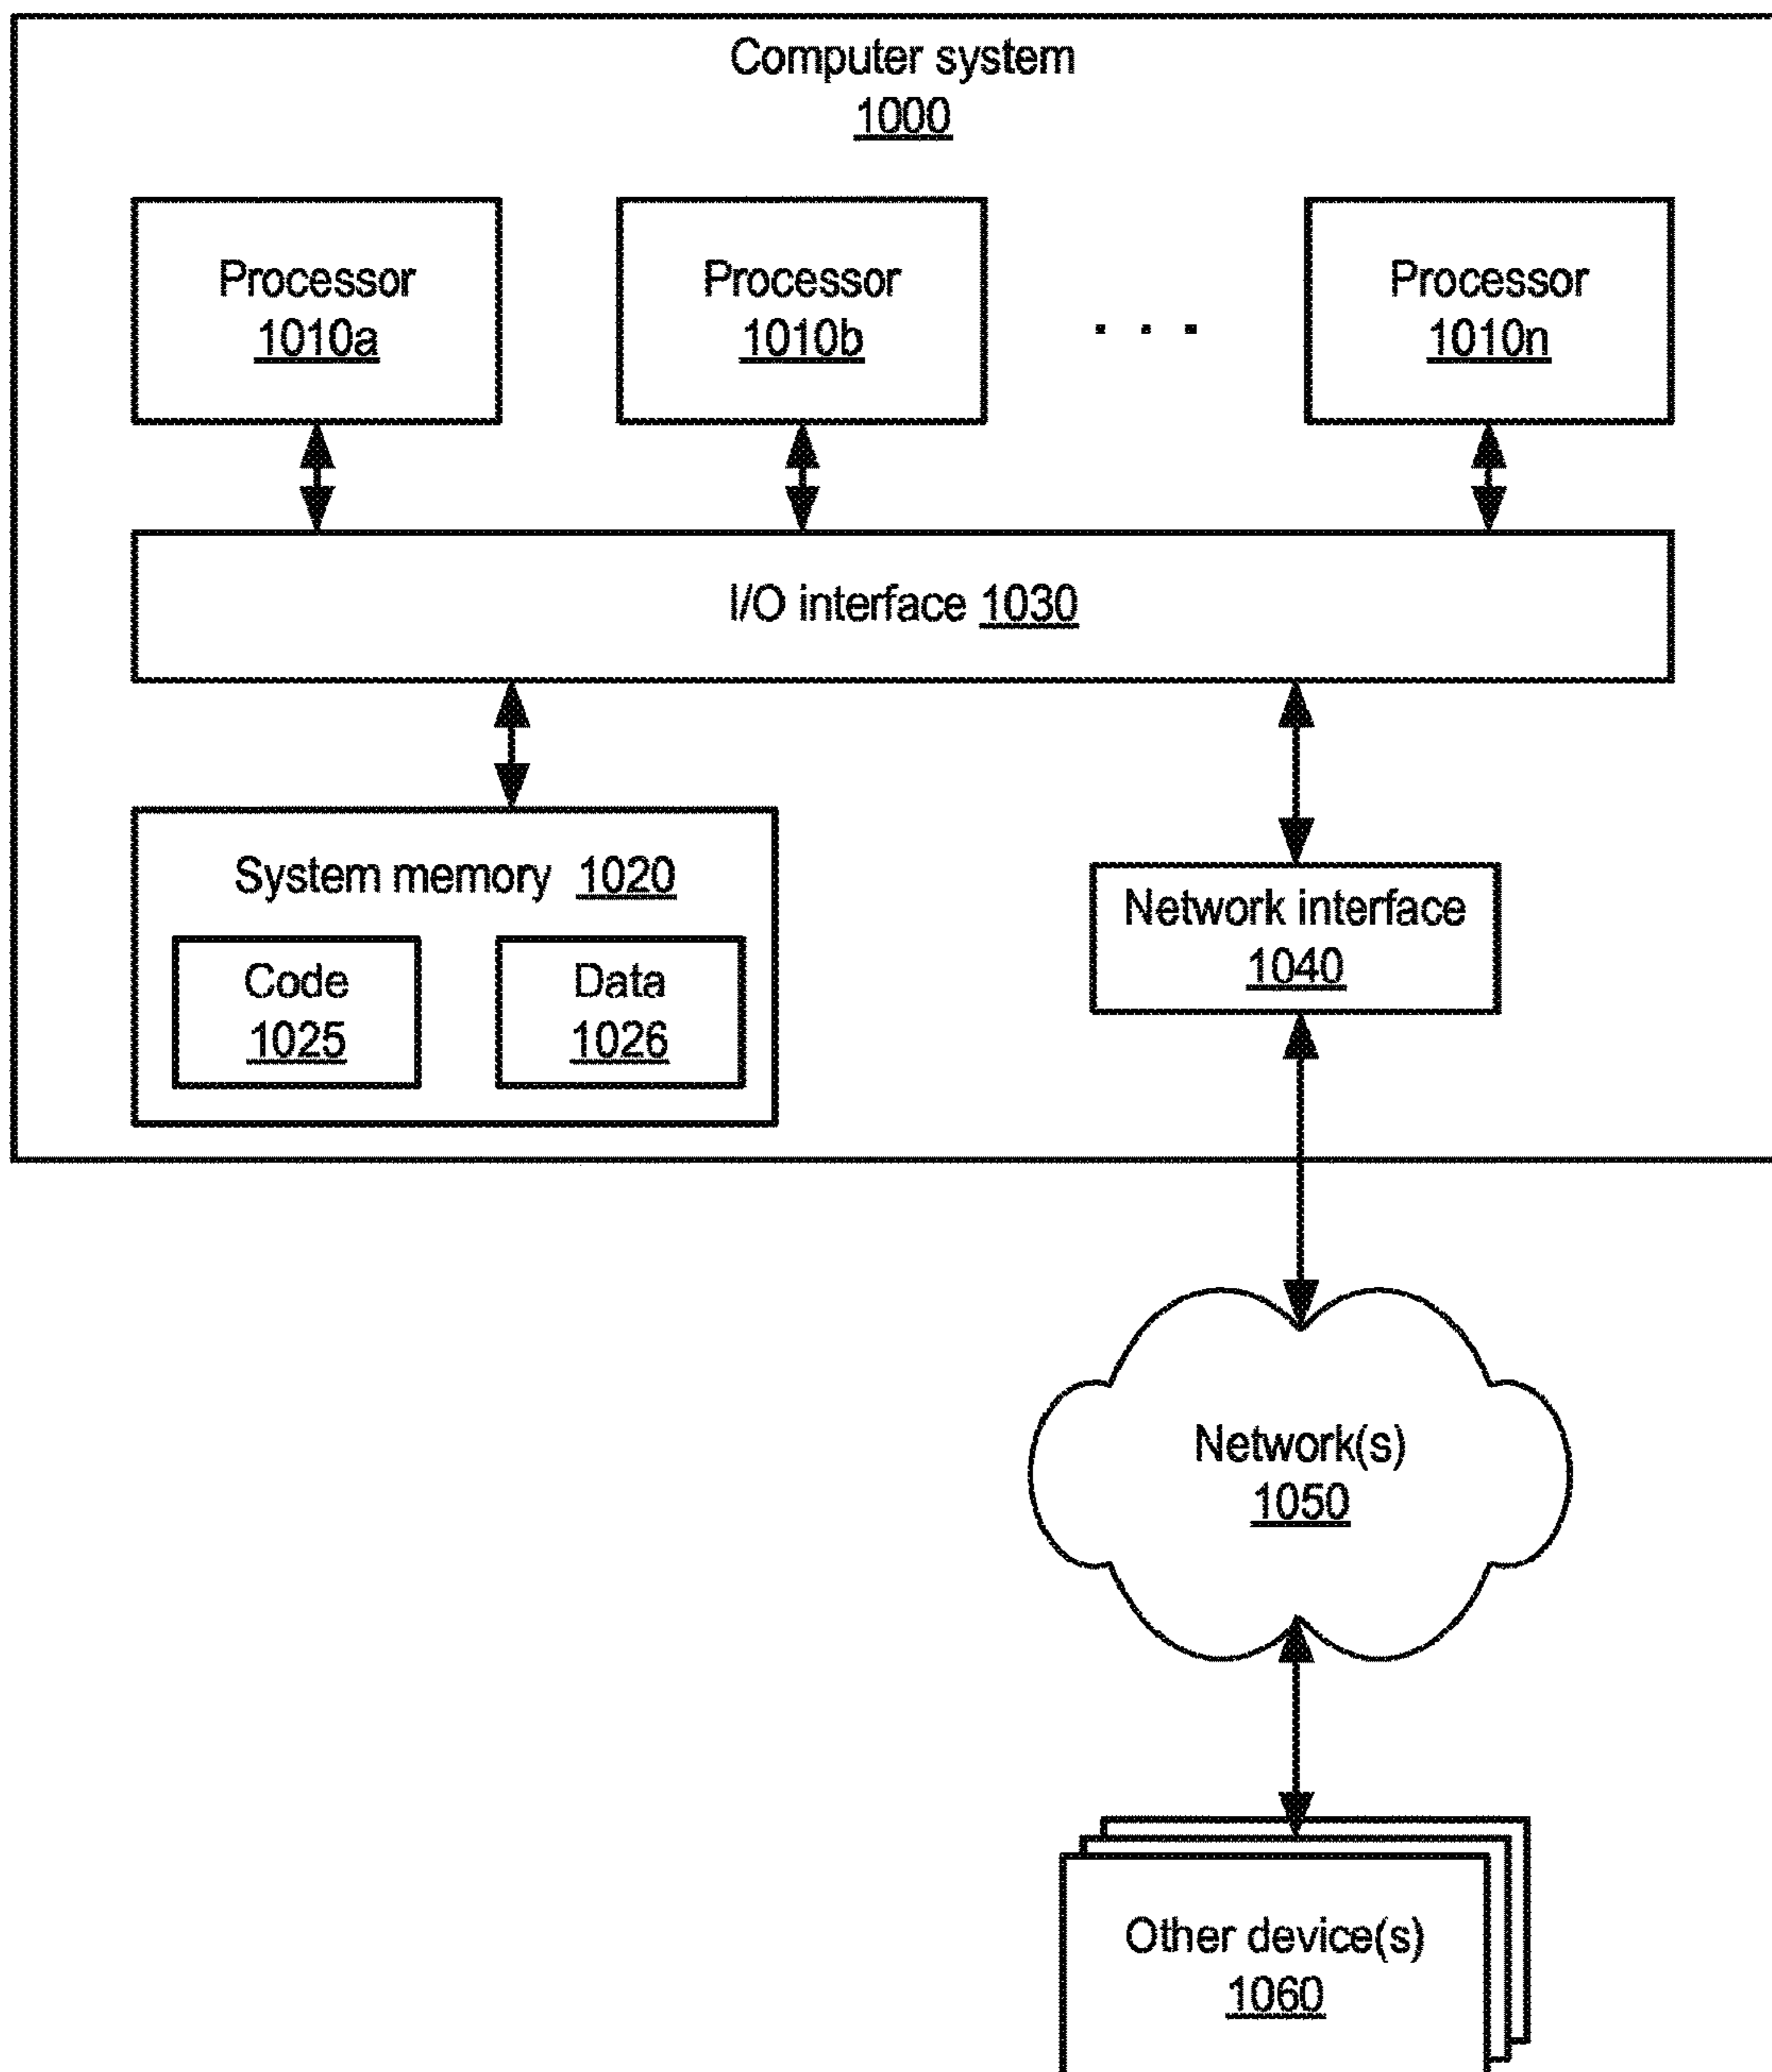 Computer system
1000
Processor
1010a
Processor
1010b
. . .
Processor
1010n
I/O interface 1030
System memory 1020
Code
1025
Data
1026
Network interface
1040
Network(s)
1050
Other device(s)
1060